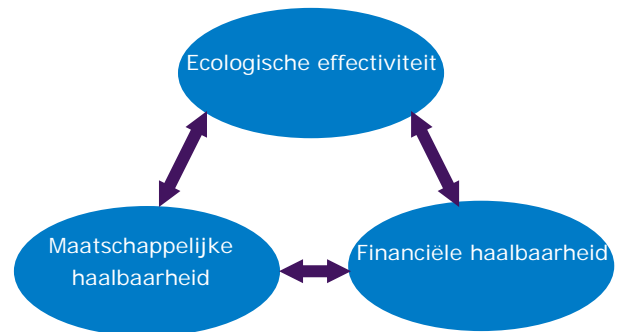 Ecologische effectiviteit
Maatschappelijke
haalbaarheid
Financiële haalbaarheid